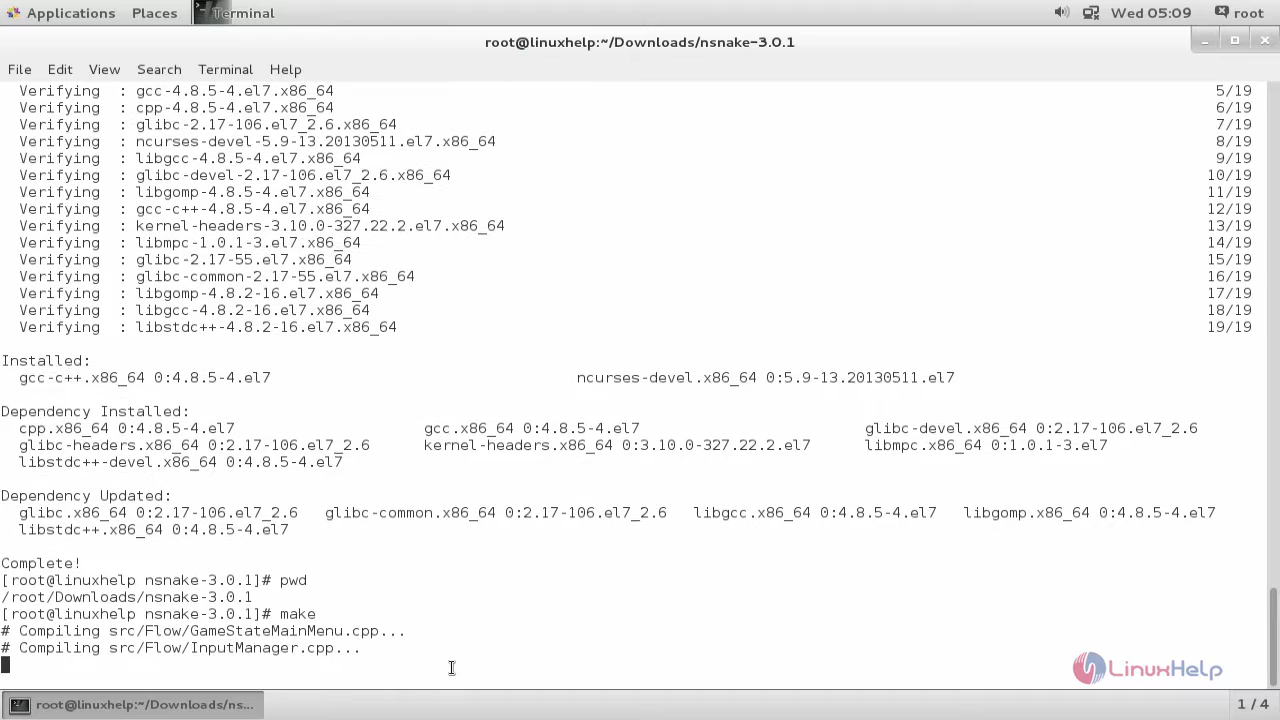 Applications Places Terminal Wed 05:09 root
root@linuxhelp:~/Downloads/nsnake-3.0.1
File Edit View Search Terminal Help
Verifying : gcc-4.8.5-4.el7.x86_64 5/19
Verifying : cpp-4.8.5-4.el7.x86_64 6/19
Verifying : glibc-2.17-106.el7_2.6.x86_64 7/19
Verifying : ncurses-devel-5.9-13.20130511.el7.x86_64 8/19
Verifying : libgcc-4.8.5-4.el7.x86_64 9/19
Verifying : glibc-devel-2.17-106.el7_2.6.x86_64 10/19
Verifying : libgomp-4.8.5-4.el7.x86_64 11/19
Verifying : gcc-c++-4.8.5-4.el7.x86_64 12/19
Verifying : kernel-headers-3.10.0-327.22.2.el7.x86_64 13/19
Verifying : libmpc-1.0.1-3.el7.x86_64 14/19
Verifying : glibc-2.17-55.el7.x86_64 15/19
Verifying : glibc-common-2.17-55.el7.x86_64 16/19
Verifying : libgomp-4.8.2-16.el7.x86_64 17/19
Verifying : libgcc-4.8.2-16.el7.x86_64 18/19
Verifying : libstdc++-4.8.2-16.el7.x86_64 19/19
Installed:
gcc-c++.x86_64 0:4.8.5-4.el7 ncurses-devel.x86_64 0:5.9-13.20130511.el7
Dependency Installed:
cpp.x86_64 0:4.8.5-4.el7 gcc.x86_64 0:4.8.5-4.el7 glibc-devel.x86_64 0:2.17-106.el7_2.6
glibc-headers.x86_64 0:2.17-106.el7_2.6 kernel-headers.x86_64 0:3.10.0-327.22.2.el7 libmpc.x86_64 0:1.0.1-3.el7
libstdc++-devel.x86_64 0:4.8.5-4.el7
Dependency Updated:
glibc.x86_64 0:2.17-106.el7_2.6 glibc-common.x86_64 0:2.17-106.el7_2.6 libgcc.x86_64 0:4.8.5-4.el7 libgomp.x86_64 0:4.8.5-4.el7
libstdc++.x86_64 0:4.8.5-4.el7
Complete!
[root@linuxhelp nsnake-3.0.1]# pwd
/root/Downloads/nsnake-3.0.1
[root@linuxhelp nsnake-3.0.1]# make
# Compiling src/Flow/GameStateMainMenu.cpp...
# Compiling src/Flow/InputManager.cpp...
LinuxHelp
root@linuxhelp:~/Downloads/ns... 1 / 4